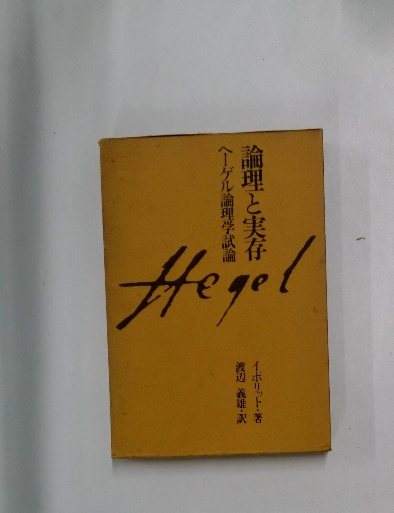 論理と実存
ヘーゲル論理学試論
Hegel
イポリット・著
渡辺義雄・訳